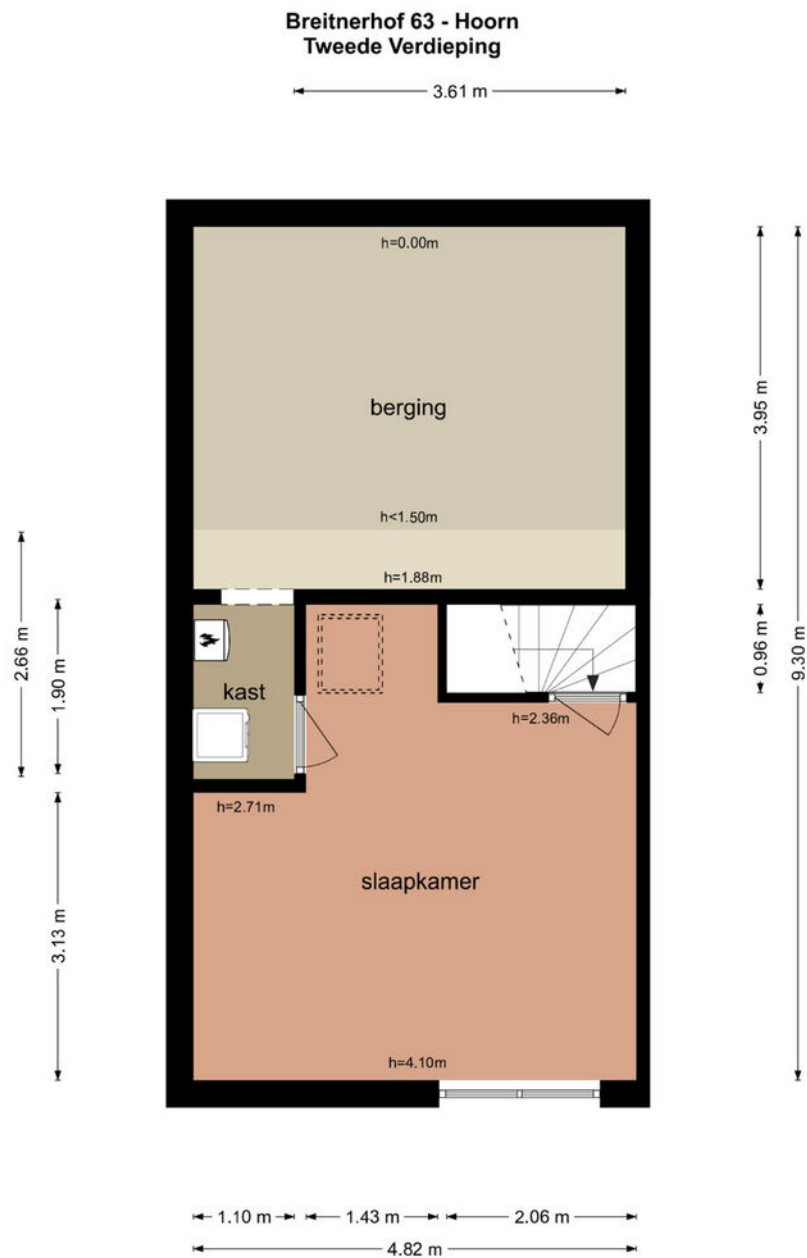 Breitnerhof 63 - Hoorn
Tweede Verdieping
3.61 m
h=0.00m
berging
3.95 m
h<1.50m
h=1.88m
2.66 m
1.90 m
kast
0.96 m
9.30 m
h=2.36m
h=2.71m
slaapkamer
3.13 m
h=4.10m
1.10 m
1.43 m
2.06 m
4.82 m